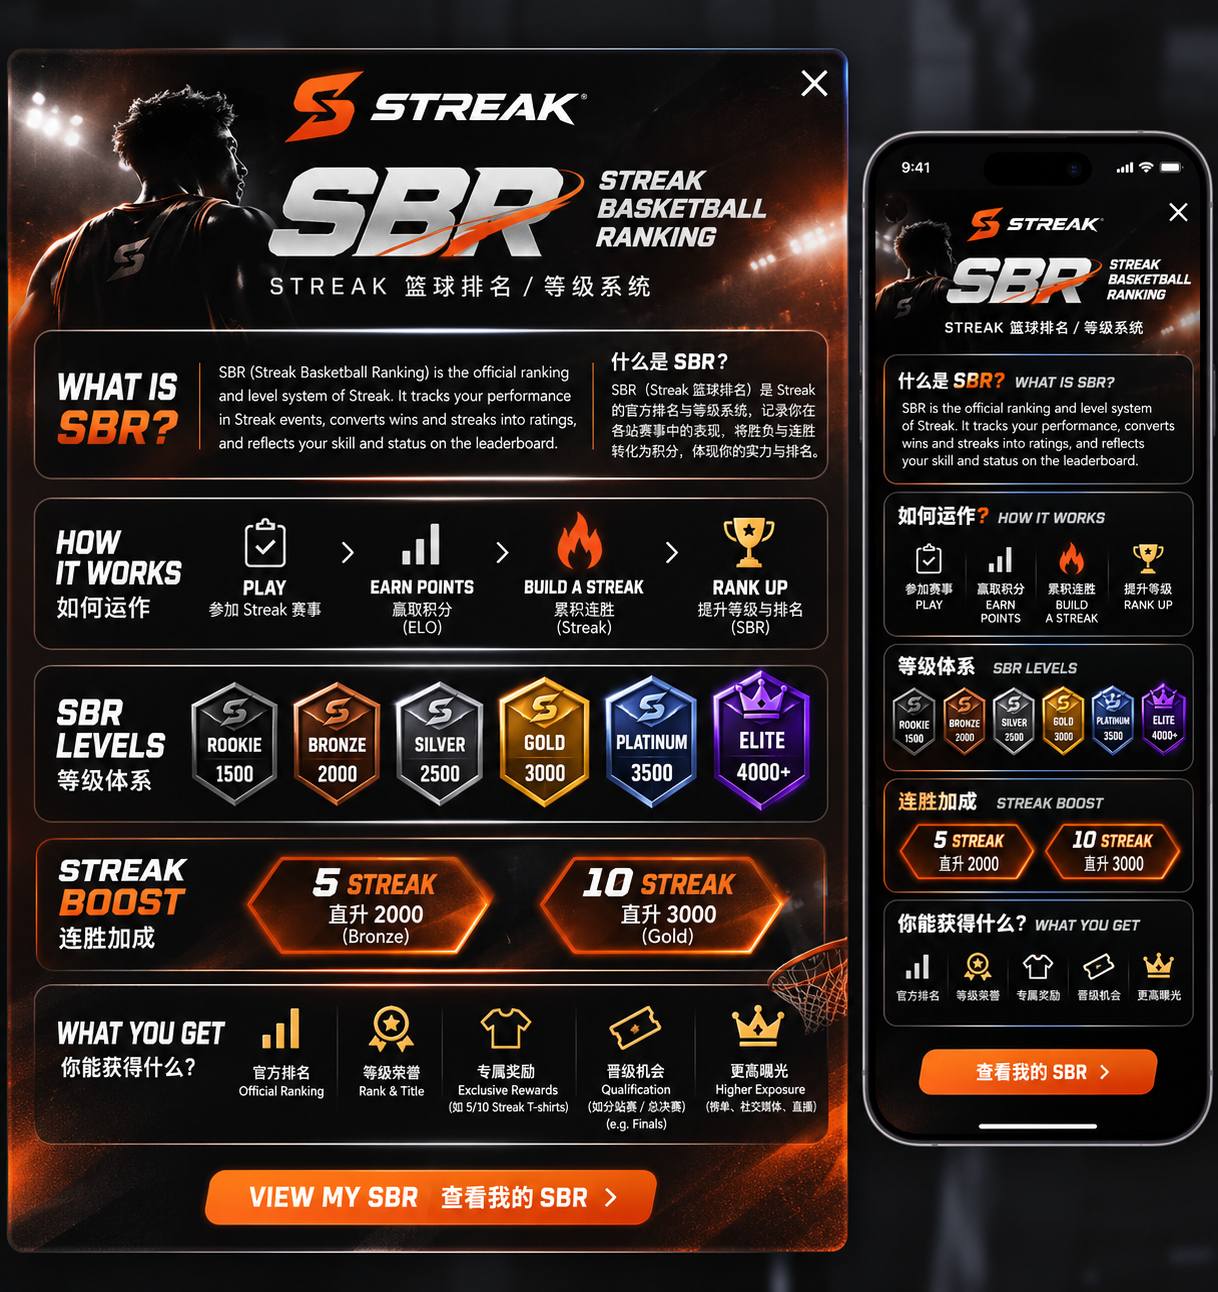 STREAK®
SBR
STREAK
BASKETBALL
RANKING
STREAK 篮球排名 / 等级系统
WHAT IS
SBR?
SBR (Streak Basketball Ranking) is the official ranking
and level system of Streak. It tracks your performance
in Streak events, converts wins and streaks into ratings,
and reflects your skill and status on the leaderboard.
什么是 SBR?
SBR（Streak 篮球排名）是 Streak
的官方排名与等级系统，记录你在
各站赛事中的表现，将胜负与连胜
转化为积分，体现你的实力与排名。
HOW
IT WORKS
如何运作
PLAY
参加 Streak 赛事
EARN POINTS
赢取积分
(ELO)
BUILD A STREAK
累积连胜
(Streak)
RANK UP
提升等级与排名
(SBR)
SBR
LEVELS
等级体系
ROOKIE
1500
BRONZE
2000
SILVER
2500
GOLD
3000
PLATINUM
3500
ELITE
4000+
STREAK
BOOST
连胜加成
5 STREAK
直升 2000
(Bronze)
10 STREAK
直升 3000
(Gold)
WHAT YOU GET
你能获得什么?
官方排名
Official Ranking
等级荣誉
Rank & Title
专属奖励
Exclusive Rewards
(如 5/10 Streak T-shirts)
晋级机会
Qualification
(如分站赛 / 总决赛)
(e.g. Finals)
更高曝光
Higher Exposure
(榜单、社交媒体、直播)
VIEW MY SBR 查看我的 SBR
9:41
STREAK
SBR
STREAK
BASKETBALL
RANKING
STREAK 篮球排名 / 等级系统
什么是 SBR? WHAT IS SBR?
SBR is the official ranking and level system
of Streak. It tracks your performance, converts
wins and streaks into ratings, and reflects
your skill and status on the leaderboard.
如何运作? HOW IT WORKS
参加赛事
PLAY
赢取积分
EARN
POINTS
累积连胜
BUILD
A STREAK
提升等级
RANK UP
等级体系 SBR LEVELS
ROOKIE
1500
BRONZE
2000
SILVER
2500
GOLD
3000
PLATINUM
3500
ELITE
4000+
连胜加成 STREAK BOOST
5 STREAK
直升 2000
10 STREAK
直升 3000
你能获得什么? WHAT YOU GET
官方排名
等级荣誉
专属奖励
晋级机会
更高曝光
查看我的 SBR